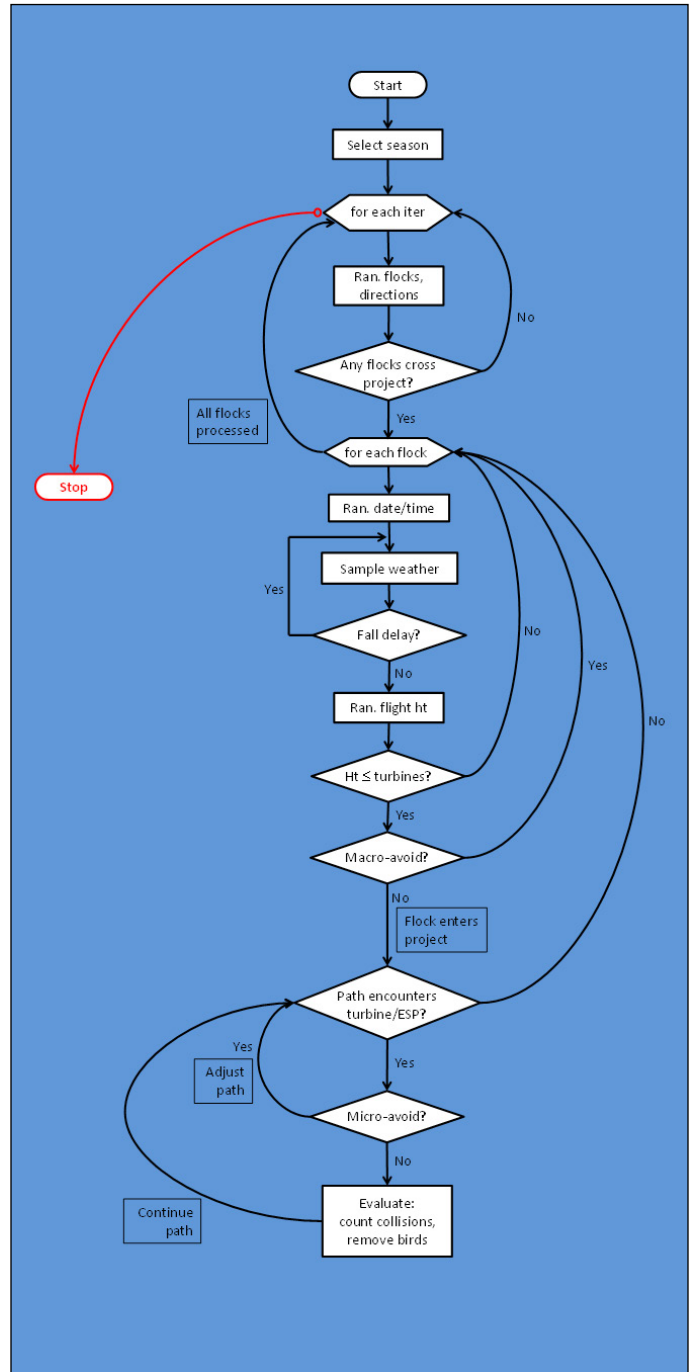 Start
Select season
for each iter
Ran. flocks,
directions
No
Any flocks cross
project?
All flocks
processed
Yes
for each flock
Stop
Ran. date/time
Sample weather
Yes
Fall delay?
No
No
Yes
No
Ran. flight ht
Ht ≤ turbines?
Yes
Macro-avoid?
No
Flock enters
project
Path encounters
turbine/ESP?
Yes
Adjust
path
Yes
Micro-avoid?
No
Continue
path
Evaluate:
count collisions,
remove birds